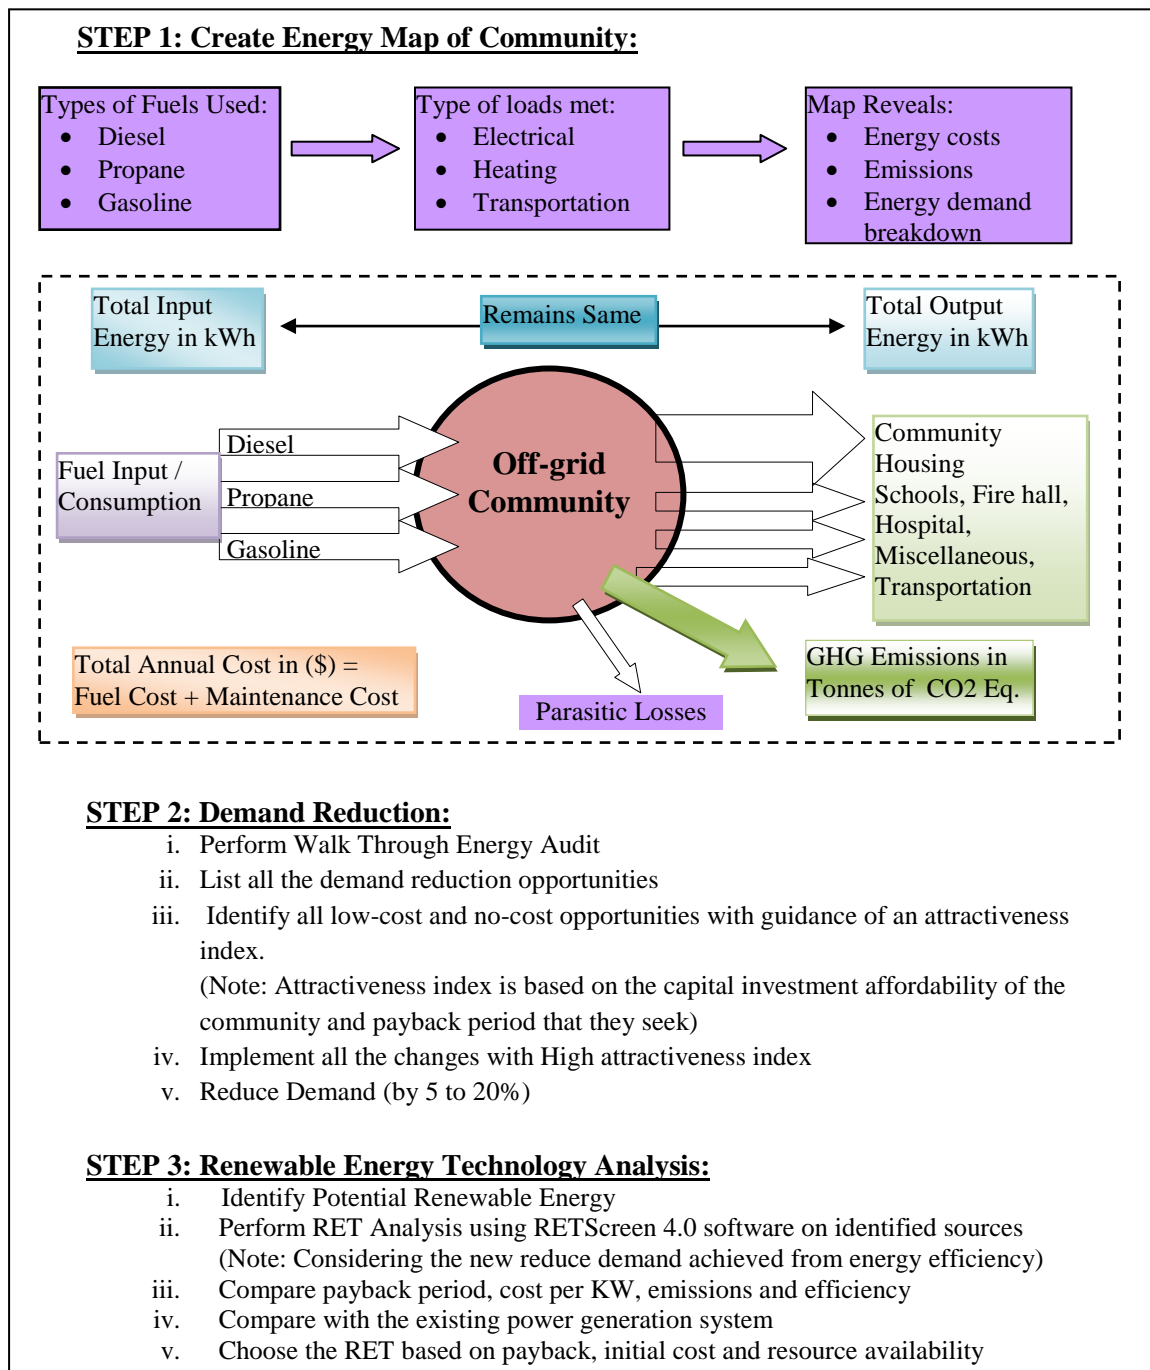 STEP 1: Create Energy Map of Community:
Types of Fuels Used:
• Diesel
• Propane
• Gasoline
Type of loads met:
• Electrical
• Heating
• Transportation
Map Reveals:
• Energy costs
• Emissions
• Energy demand
breakdown
Total Input
Energy in kWh
Remains Same
Total Output
Energy in kWh
Fuel Input /
Consumption
Diesel
Propane
Gasoline
Off-grid
Community
Community
Housing
Schools, Fire hall,
Hospital,
Miscellaneous,
Transportation
Total Annual Cost in ($) =
Fuel Cost + Maintenance Cost
Parasitic Losses
GHG Emissions in
Tonnes of CO2 Eq.
STEP 2: Demand Reduction:
i. Perform Walk Through Energy Audit
ii. List all the demand reduction opportunities
iii. Identify all low-cost and no-cost opportunities with guidance of an attractiveness
index.
(Note: Attractiveness index is based on the capital investment affordability of the
community and payback period that they seek)
iv. Implement all the changes with High attractiveness index
v. Reduce Demand (by 5 to 20%)
STEP 3: Renewable Energy Technology Analysis:
i. Identify Potential Renewable Energy
ii. Perform RET Analysis using RETScreen 4.0 software on identified sources
(Note: Considering the new reduce demand achieved from energy efficiency)
iii. Compare payback period, cost per KW, emissions and efficiency
iv. Compare with the existing power generation system
v. Choose the RET based on payback, initial cost and resource availability